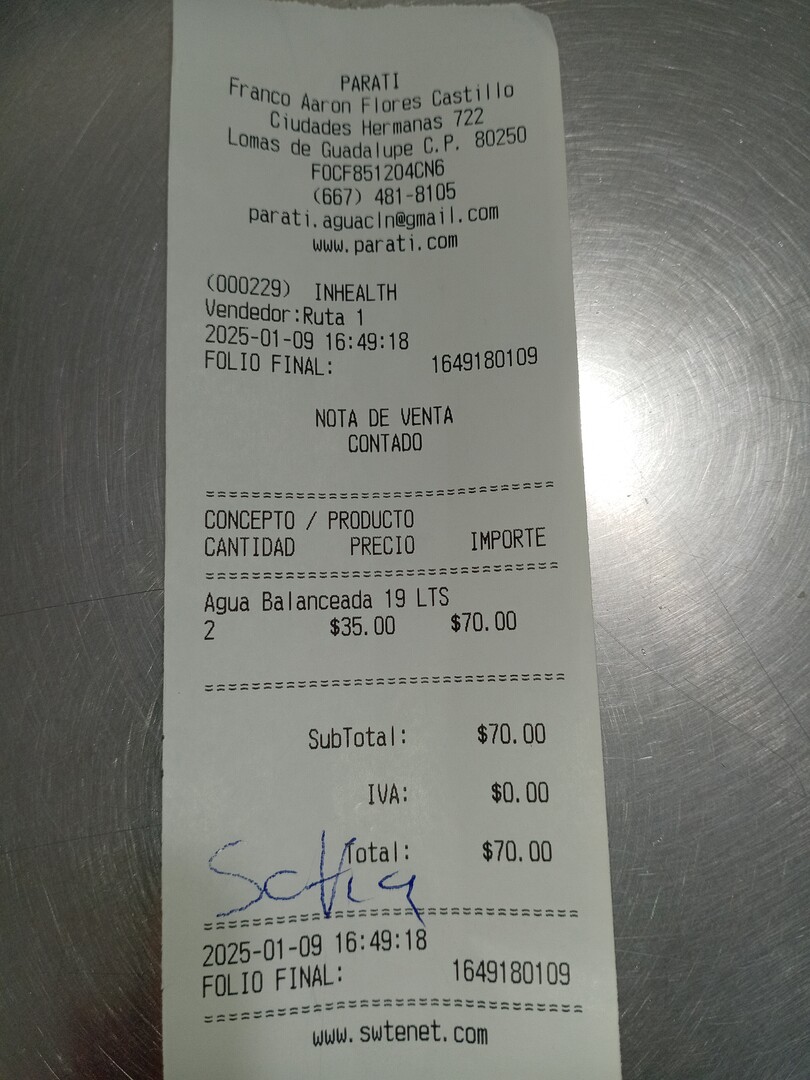 PARATI
Franco Aaron Flores Castillo
Ciudades Hermanas 722
Lomas de Guadalupe C.P. 80250
FOCF851204CN6
(667) 481-8105
parati.aguacln@gmail.com
www.parati.com
(000229) INHEALTH
Vendedor:Ruta 1
2025-01-09 16:49:18
FOLIO FINAL: 1649180109
NOTA DE VENTA
CONTADO
===================================
CONCEPTO / PRODUCTO
CANTIDAD PRECIO IMPORTE
===================================
Agua Balanceada 19 LTS
2 $35.00 $70.00
===================================
SubTotal: $70.00
IVA: $0.00
Total: $70.00
===================================
2025-01-09 16:49:18
FOLIO FINAL: 1649180109
===================================
www.swtenet.com